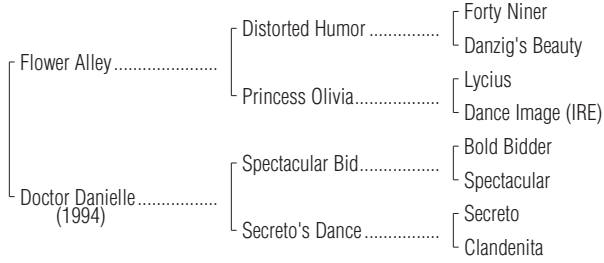 Forty Niner
Distorted Humor
Danzig's Beauty
Flower Alley
Lycius
Princess Olivia
Dance Image (IRE)
Bold Bidder
Spectacular Bid
Spectacular
Doctor Danielle
(1994)
Secreto
Secreto's Dance
Clandenita